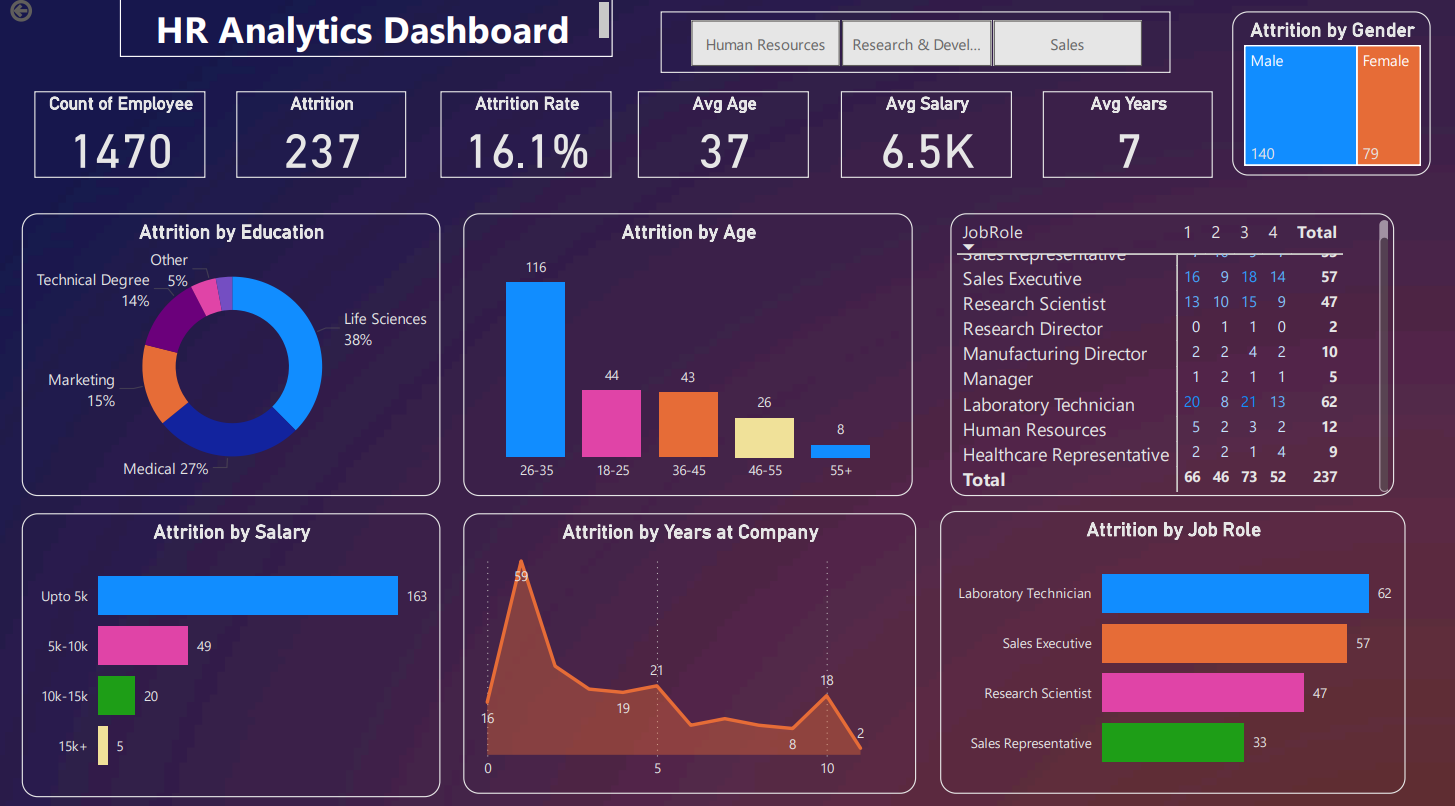 HR Analytics Dashboard
Human Resources
Research & Devel...
Sales
Attrition by Gender
Male
Female
140
79
Count of Employee
1470
Attrition
237
Attrition Rate
16.1%
Avg Age
37
Avg Salary
6.5K
Avg Years
7
Attrition by Education
Other
5%
Technical Degree
14%
Life Sciences
38%
Marketing
15%
Medical 27%
Attrition by Age
116
44
43
26
8
26-35 18-25 36-45 46-55 55+
JobRole 1 2 3 4 Total
Sales Representative
Sales Executive 16 9 18 14 57
Research Scientist 13 10 15 9 47
Research Director 0 1 1 0 2
Manufacturing Director 2 2 4 2 10
Manager 1 2 1 1 5
Laboratory Technician 20 8 21 13 62
Human Resources 5 2 3 2 12
Healthcare Representative 2 2 1 4 9
Total 66 46 73 52 237
Attrition by Salary
Upto 5k 163
5k-10k 49
10k-15k 20
15k+ 5
Attrition by Years at Company
59
21
18
16
19
8
2
0 5 10
Attrition by Job Role
Laboratory Technician 62
Sales Executive 57
Research Scientist 47
Sales Representative 33